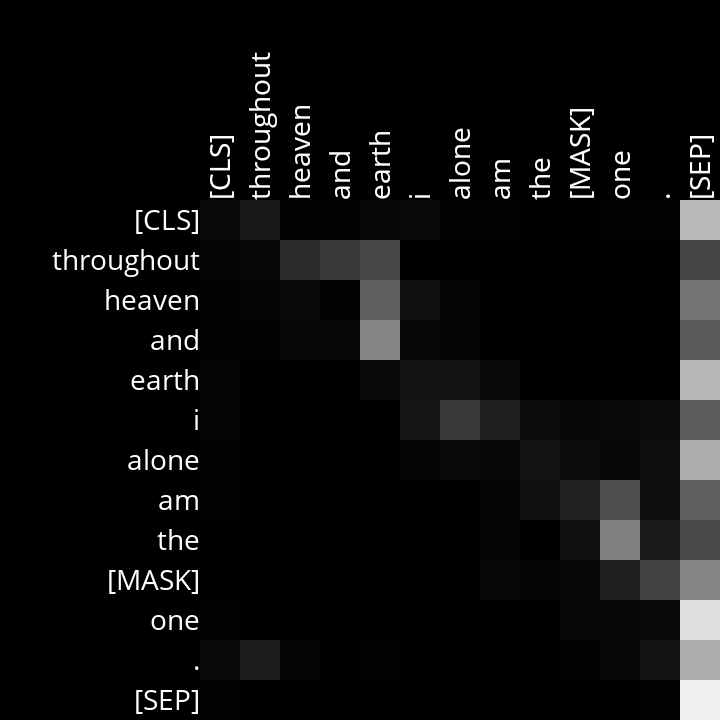 [CLS] throughout heaven and earth i alone am the [MASK] one . [SEP]
[CLS]
throughout
heaven
and
earth
i
alone
am
the
[MASK]
one
.
[SEP]